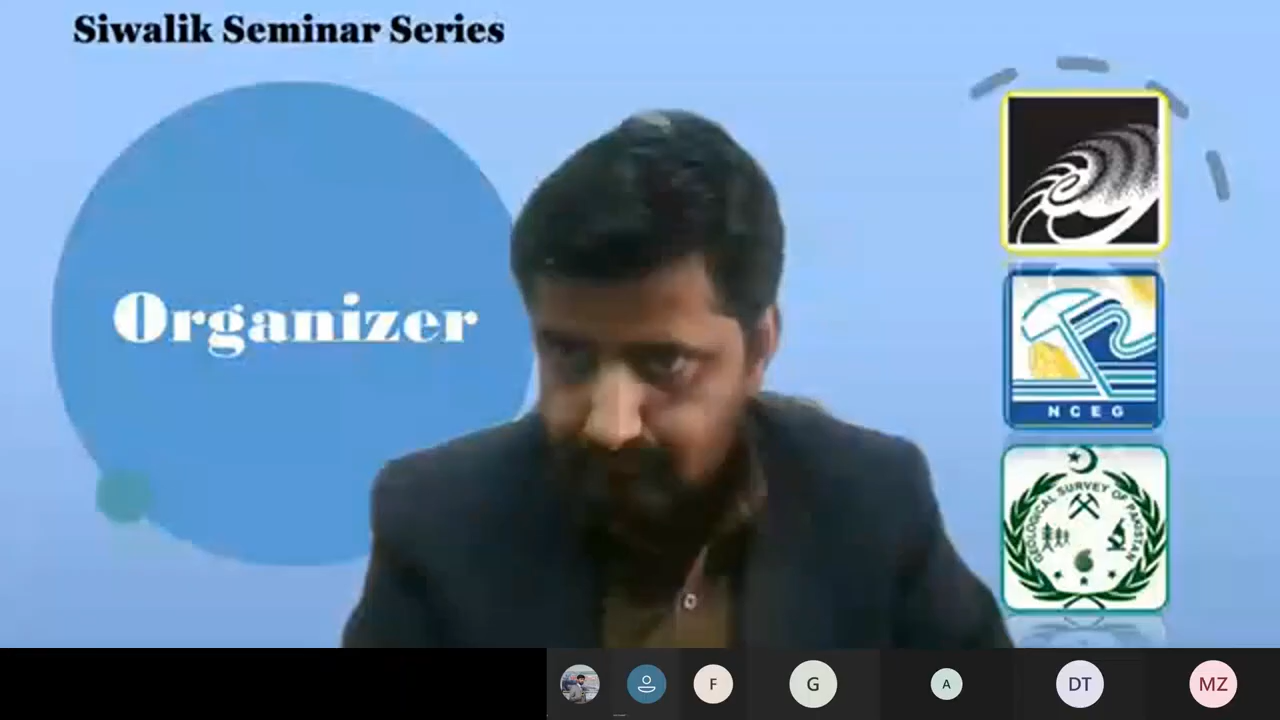 Siwalik Seminar Series
Organizer
NCEG
GEOLOGICAL SURVEY OF PAKISTAN
F
G
A
DT
MZ